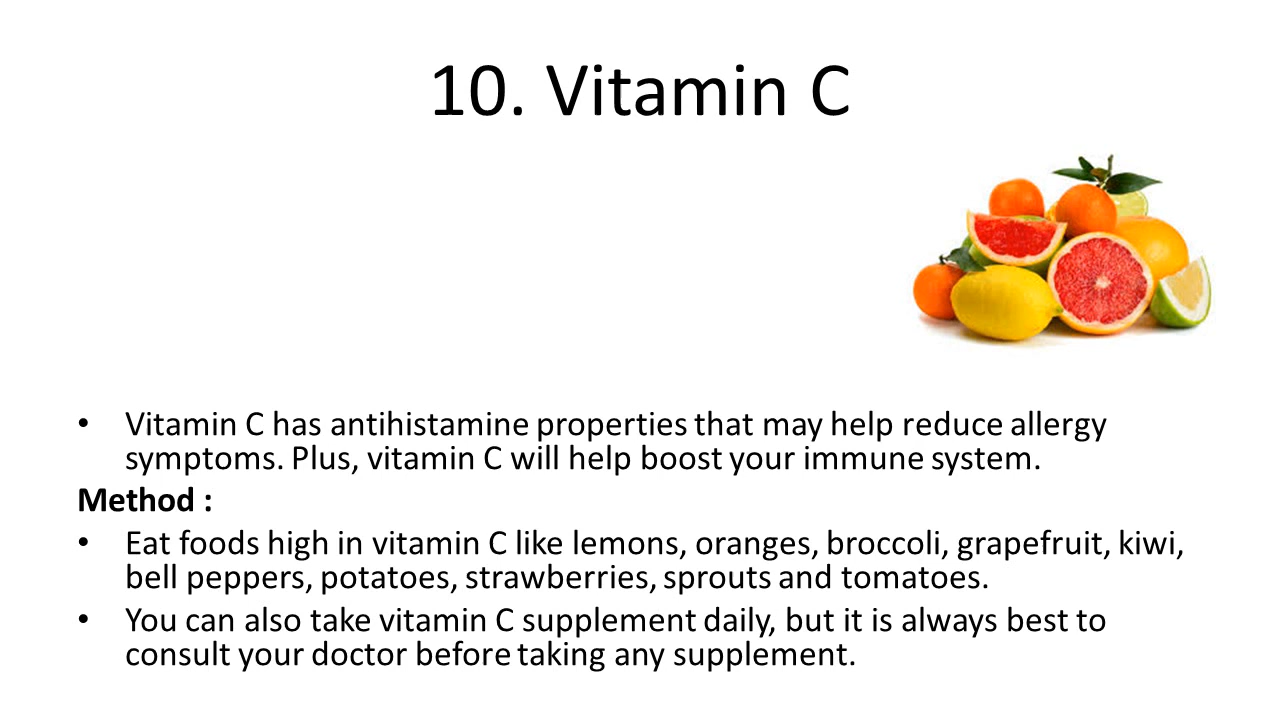 10. Vitamin C
• Vitamin C has antihistamine properties that may help reduce allergy
symptoms. Plus, vitamin C will help boost your immune system.
Method :
• Eat foods high in vitamin C like lemons, oranges, broccoli, grapefruit, kiwi,
bell peppers, potatoes, strawberries, sprouts and tomatoes.
• You can also take vitamin C supplement daily, but it is always best to
consult your doctor before taking any supplement.